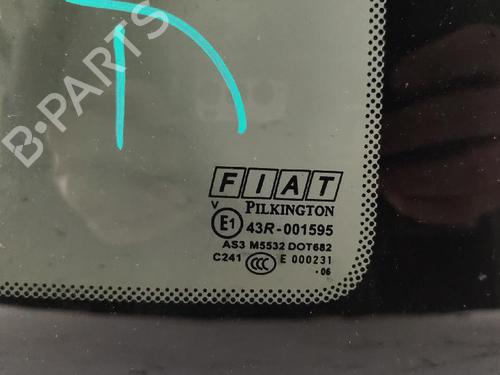 B-PARTS
FIAT
PILKINGTON
V
E1 43R-001595
AS3 M5532 DOT682
C241 CCC E 000231
·06